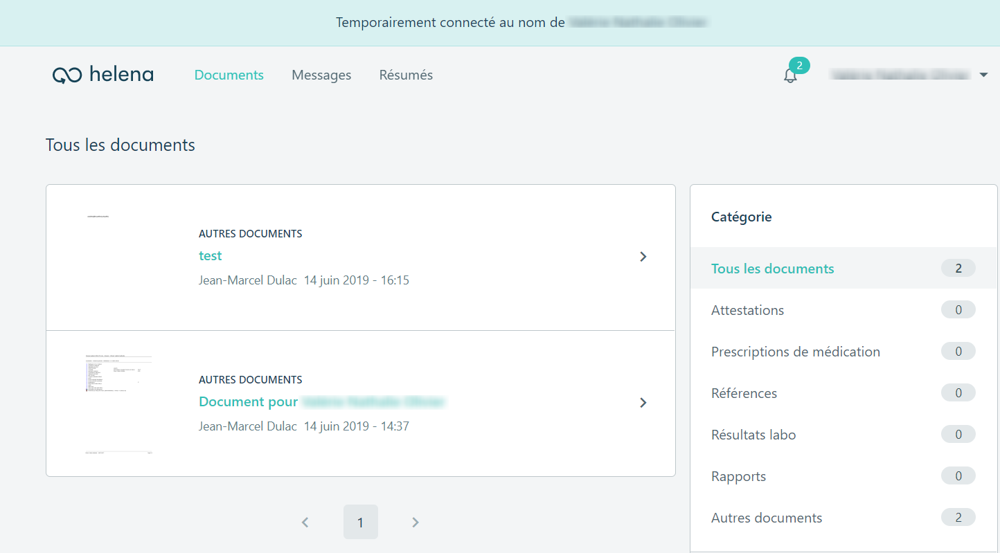 Temporairement connecté au nom de
helena
Documents
Messages
Résumés
2
Tous les documents
AUTRES DOCUMENTS
test
Jean-Marcel Dulac 14 juin 2019 - 16:15
AUTRES DOCUMENTS
Document pour
Jean-Marcel Dulac 14 juin 2019 - 14:37
1
Catégorie
Tous les documents 2
Attestations 0
Prescriptions de médication 0
Références 0
Résultats labo 0
Rapports 0
Autres documents 2